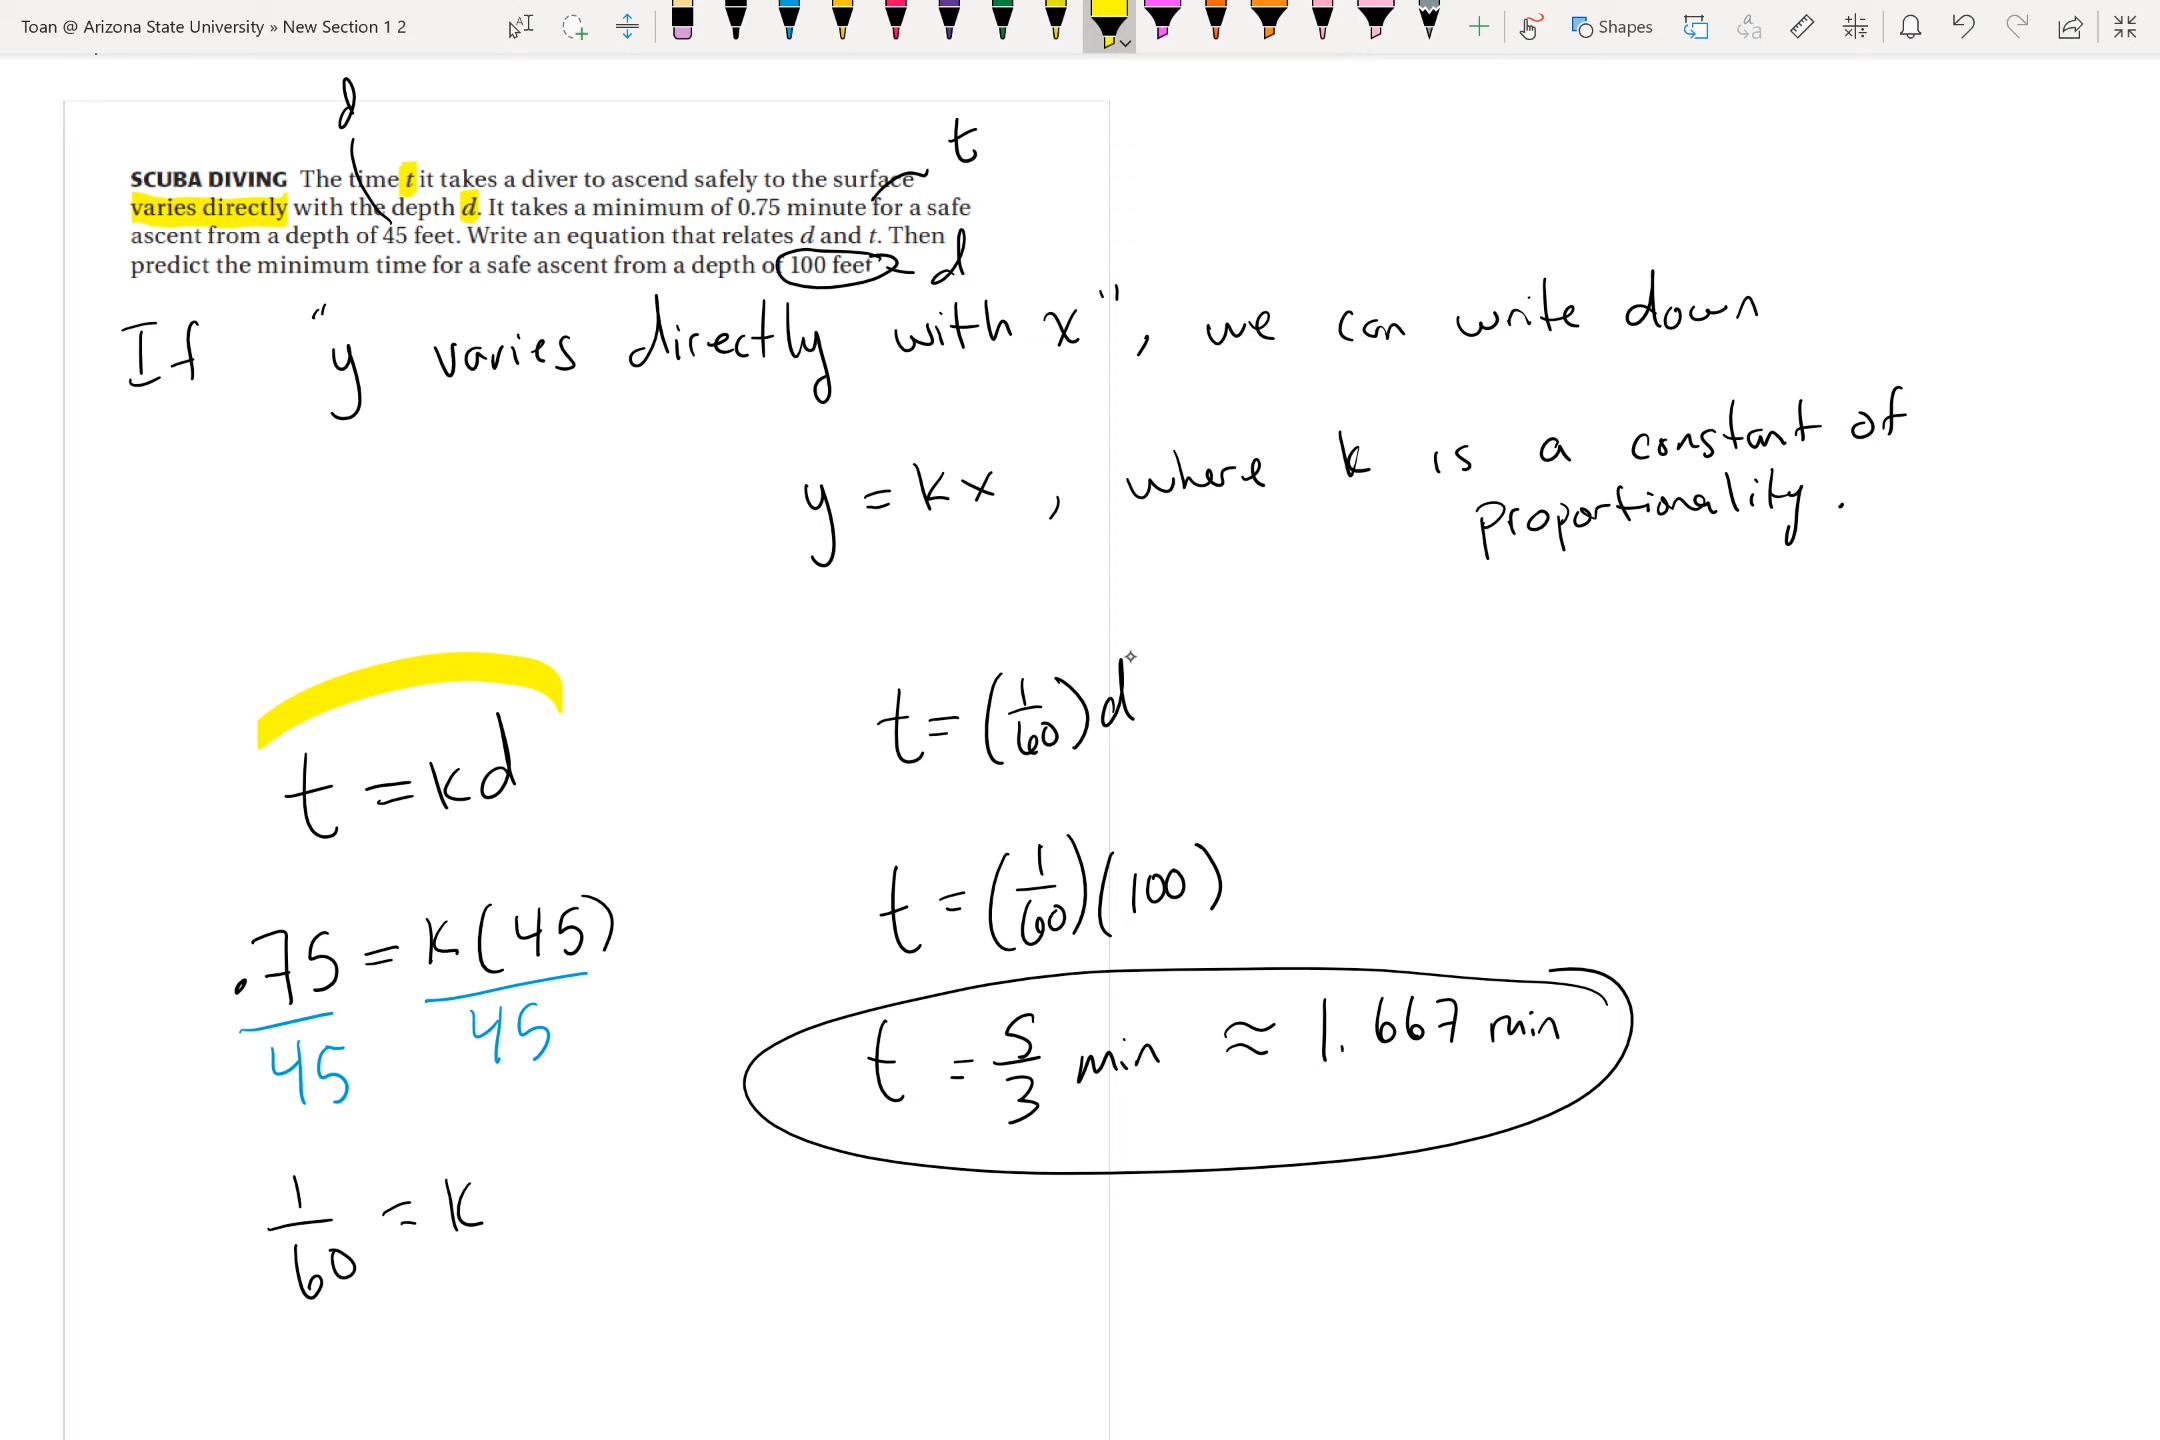 Toan @ Arizona State University » New Section 1 2
Shapes
d
t
SCUBA DIVING The time t it takes a diver to ascend safely to the surface
varies directly with the depth d. It takes a minimum of 0.75 minute for a safe
ascent from a depth of 45 feet. Write an equation that relates d and t. Then
predict the minimum time for a safe ascent from a depth of 100 feet
d
If "y varies directly with x", we can write down
y = kx, where k is a constant of
proportionality.
t = kd
.75/45 = k(45)/45
1/60 = k
t = (1/60)d
t = (1/60)(100)
t = 5/3 min ≈ 1.667 min